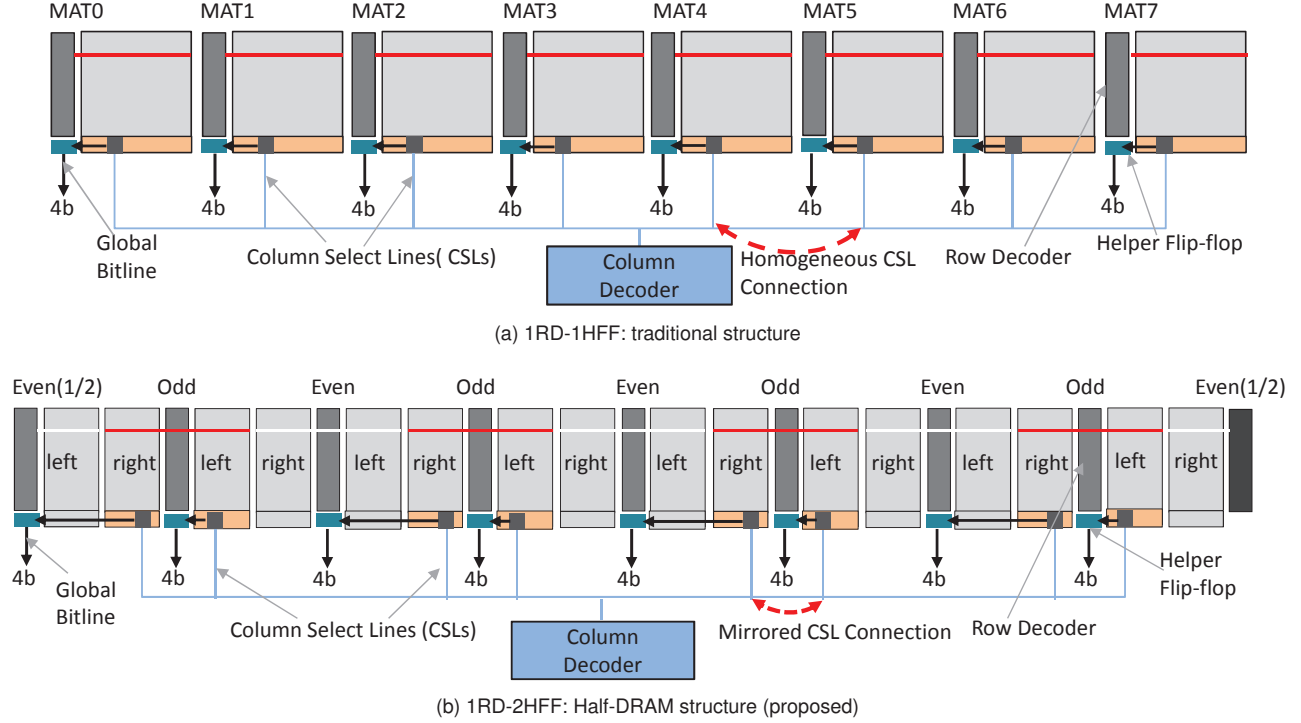 MAT0 MAT1 MAT2 MAT3 MAT4 MAT5 MAT6 MAT7
4b 4b 4b 4b 4b 4b 4b 4b
Global
Bitline
Column Select Lines( CSLs)
Column
Decoder
Homogeneous CSL
Connection
Row Decoder
Helper Flip-flop
(a) 1RD-1HFF: traditional structure
Even(1/2) Odd Even Odd Even Odd Even Odd Even(1/2)
left right left right left right left right left right left right left right left right
4b 4b 4b 4b 4b 4b 4b 4b
Global
Bitline
Column Select Lines (CSLs)
Column
Decoder
Mirrored CSL Connection
Row Decoder
Helper
Flip-flop
(b) 1RD-2HFF: Half-DRAM structure (proposed)